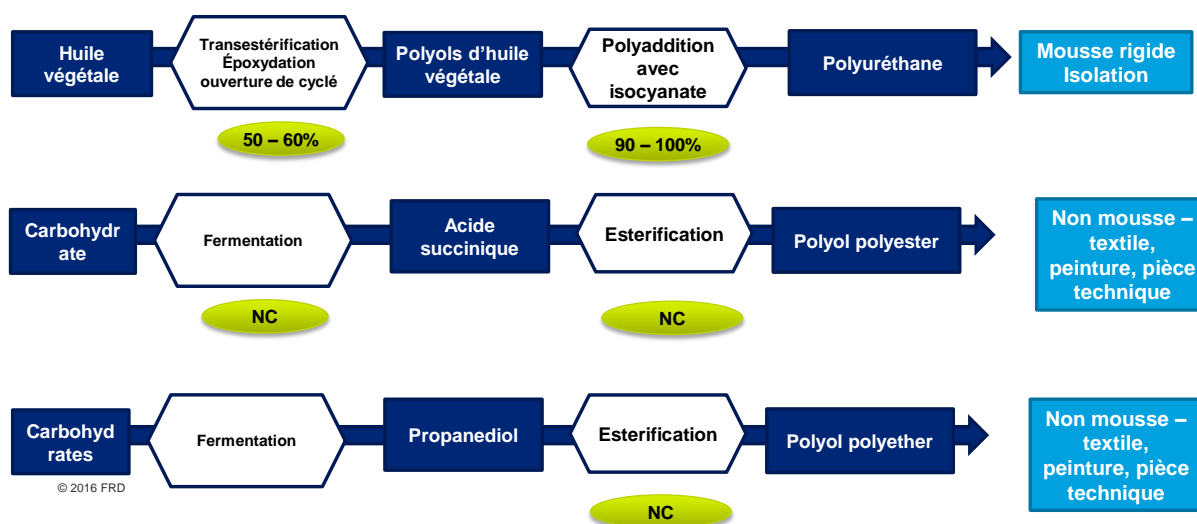 Huile
végétale
Transestérification
Époxydation
ouverture de cyclé
Polyols d’huile
végétale
Polyaddition
avec
isocyanate
Polyuréthane
Mousse rigide
Isolation
50 – 60%
90 – 100%
Carbohydr
ate
Fermentation
Acide
succinique
Esterification
Polyol polyester
Non mousse –
textile,
peinture, pièce
technique
NC
NC
Carbohyd
rates
Fermentation
Propanediol
Esterification
Polyol polyether
Non mousse –
textile,
peinture, pièce
technique
© 2016 FRD
NC